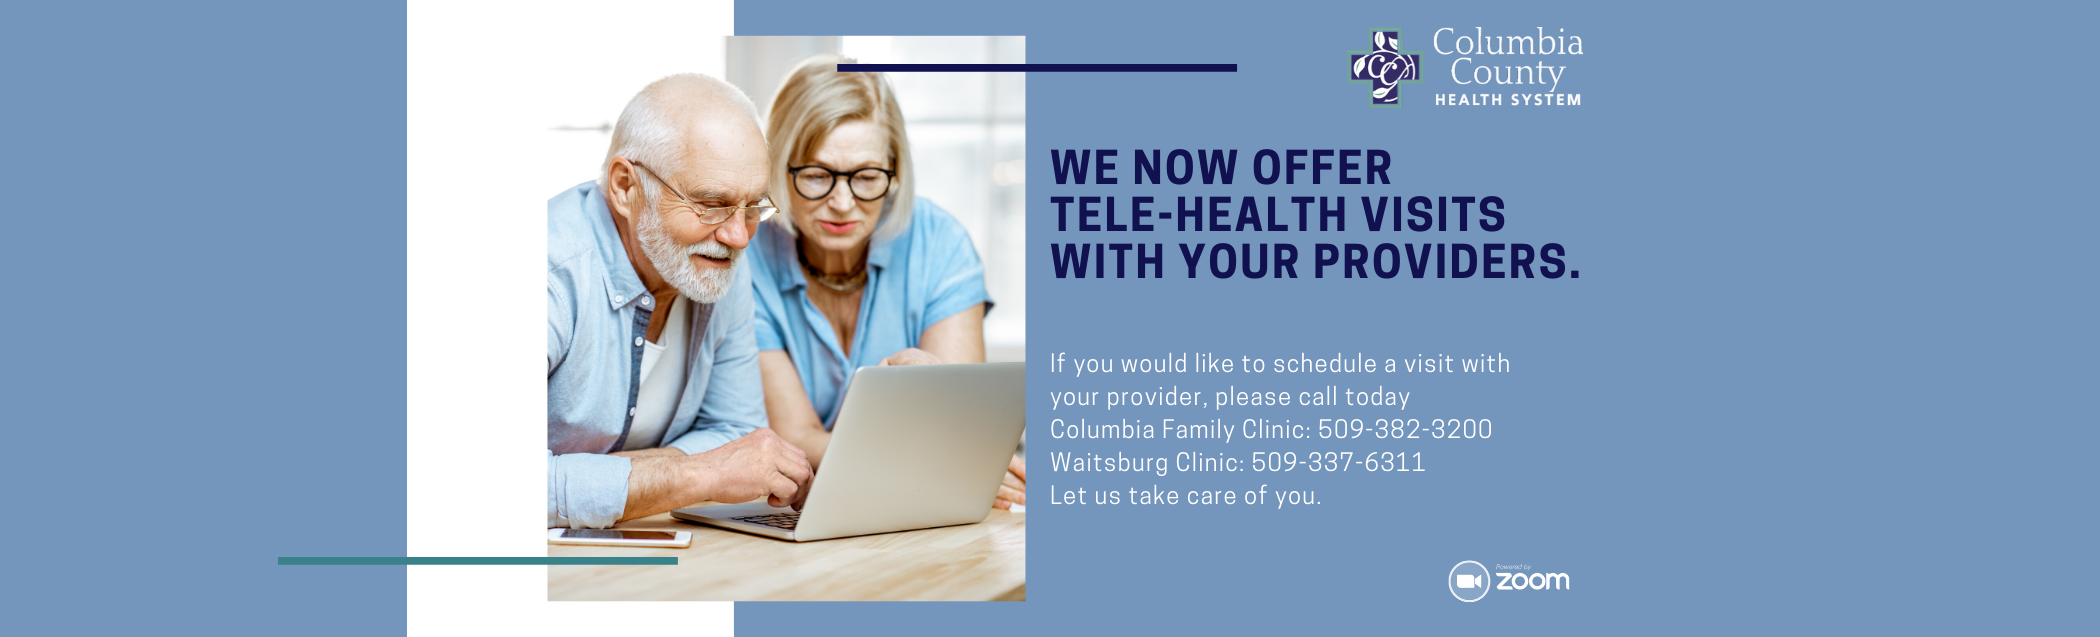 Columbia
County
HEALTH SYSTEM
WE NOW OFFER
TELE-HEALTH VISITS
WITH YOUR PROVIDERS.
If you would like to schedule a visit with
your provider, please call today
Columbia Family Clinic: 509-382-3200
Waitsburg Clinic: 509-337-6311
Let us take care of you.
Powered by
zoom